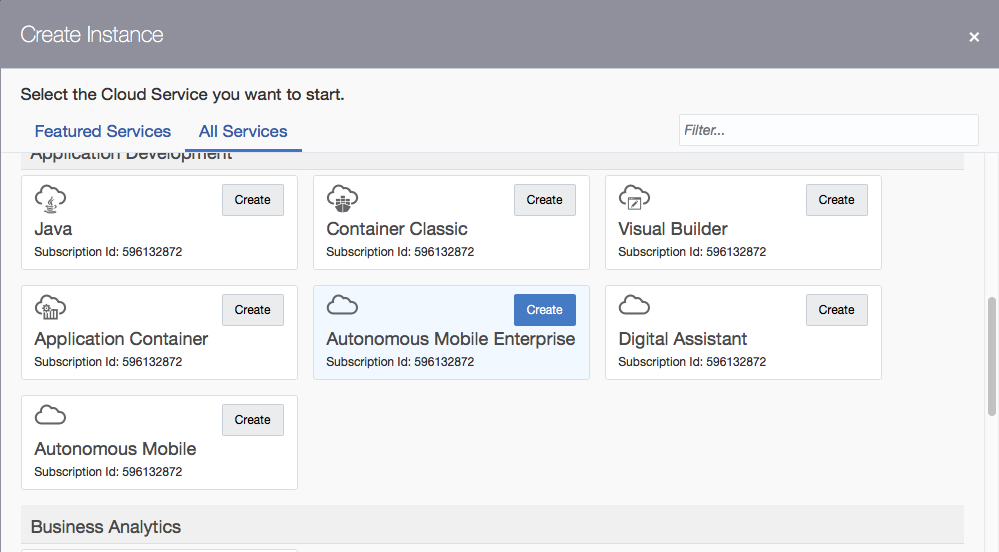 Create Instance
×
Select the Cloud Service you want to start.
Featured Services
All Services
Filter...
Application Development
Create
Java
Subscription Id: 596132872
Create
Container Classic
Subscription Id: 596132872
Create
Visual Builder
Subscription Id: 596132872
Create
Application Container
Subscription Id: 596132872
Create
Autonomous Mobile Enterprise
Subscription Id: 596132872
Create
Digital Assistant
Subscription Id: 596132872
Create
Autonomous Mobile
Subscription Id: 596132872
Business Analytics